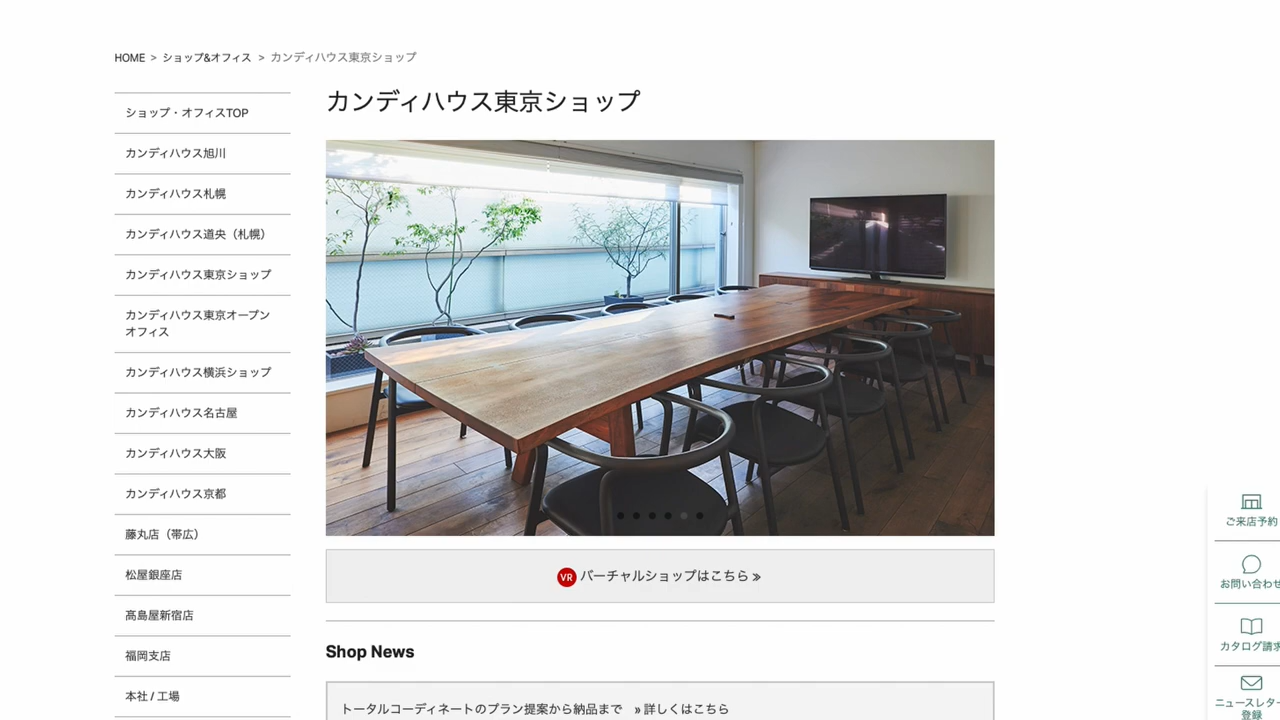 HOME > ショップ&オフィス > カンディハウス東京ショップ
ショップ・オフィスTOP
カンディハウス旭川
カンディハウス札幌
カンディハウス道央（札幌）
カンディハウス東京ショップ
カンディハウス東京オープン
オフィス
カンディハウス横浜ショップ
カンディハウス名古屋
カンディハウス大阪
カンディハウス京都
藤丸店（帯広）
松屋銀座店
髙島屋新宿店
福岡支店
本社 / 工場
カンディハウス東京ショップ
VR バーチャルショップはこちら »
Shop News
トータルコーディネートのプラン提案から納品まで » 詳しくはこちら
ご来店予約
お問い合わせ
カタログ請求
ニュースレター
登録